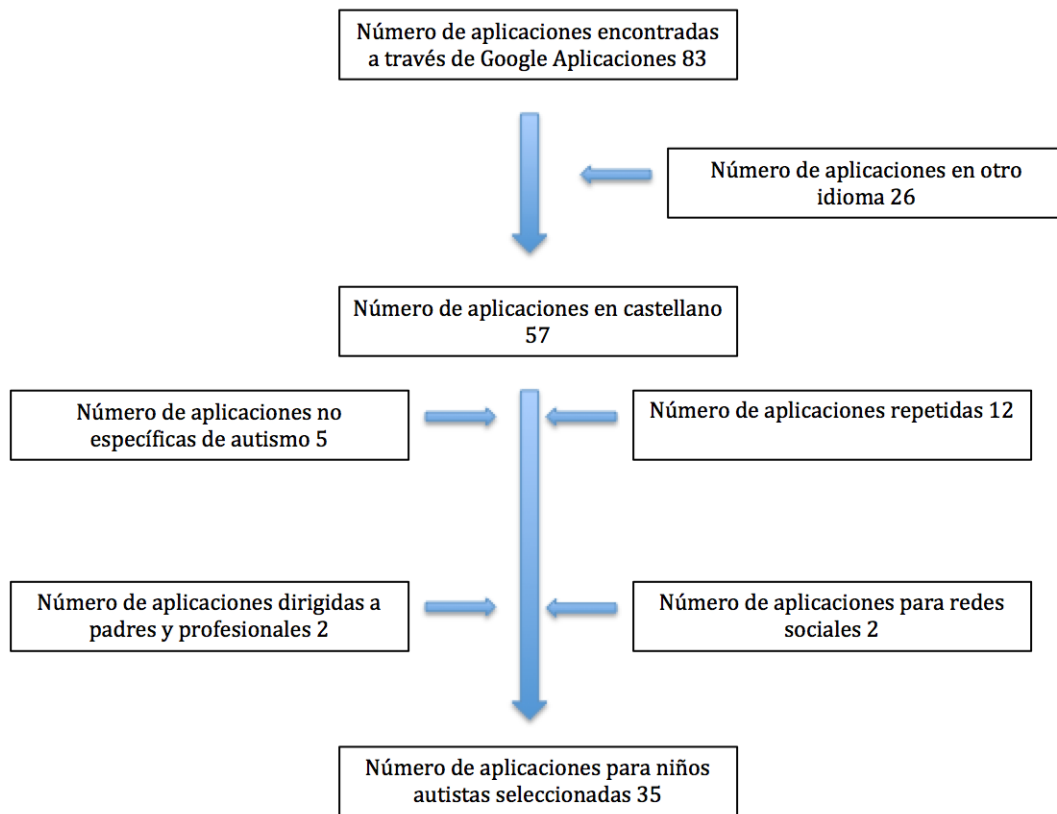 Número de aplicaciones encontradas
a través de Google Aplicaciones 83
Número de aplicaciones en otro
idioma 26
Número de aplicaciones en castellano
57
Número de aplicaciones no
específicas de autismo 5
Número de aplicaciones repetidas 12
Número de aplicaciones dirigidas a
padres y profesionales 2
Número de aplicaciones para redes
sociales 2
Número de aplicaciones para niños
autistas seleccionadas 35